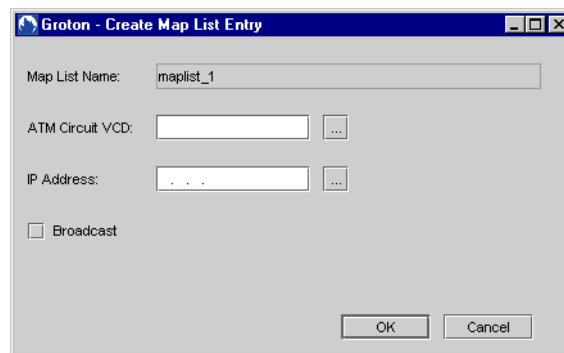 Groton - Create Map List Entry
Map List Name: maplist_1
ATM Circuit VCD: ...
IP Address: . . . ...
Broadcast
OK Cancel